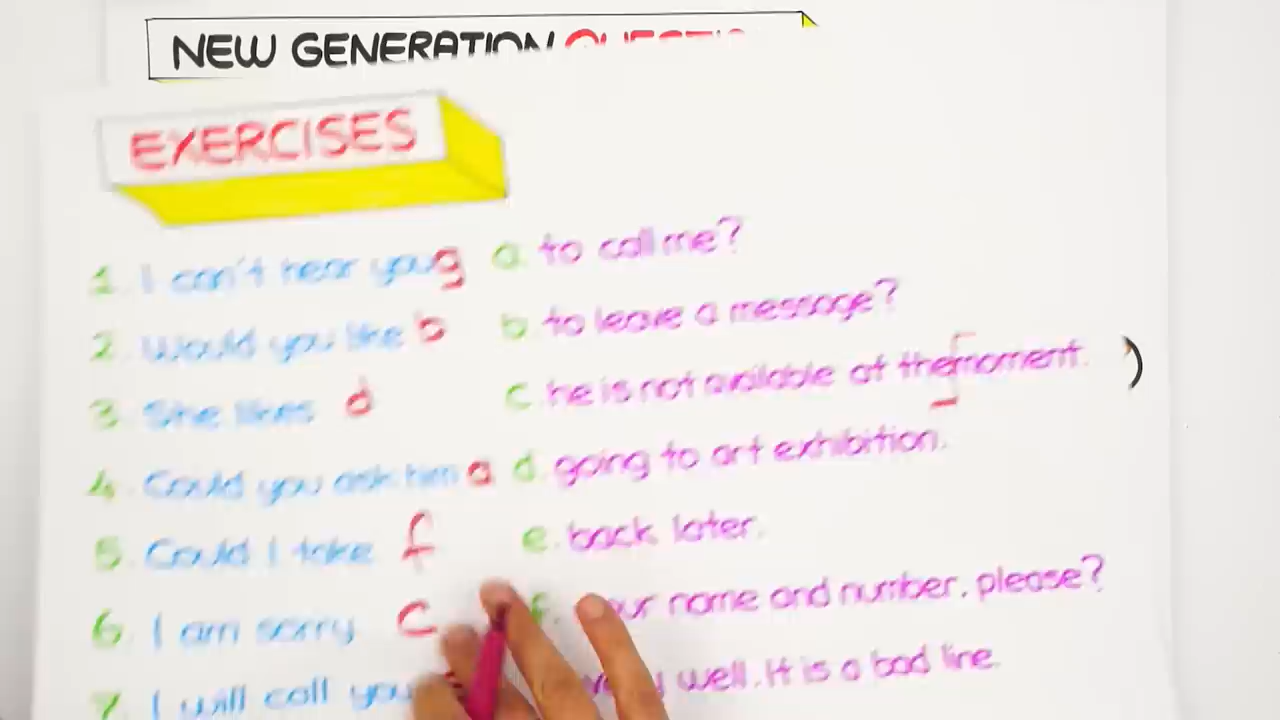 NEW GENERATION
EXERCISES
1. I can't hear you g a. to call me?
2. Would you like b b. to leave a message?
3. She likes d c. he is not available at the moment. )
4. Could you ask him a d. going to art exhibition.
5. Could I take f e. back later.
6. I am sorry c f. name and number, please?
7. I will call you well. It is a bad line.